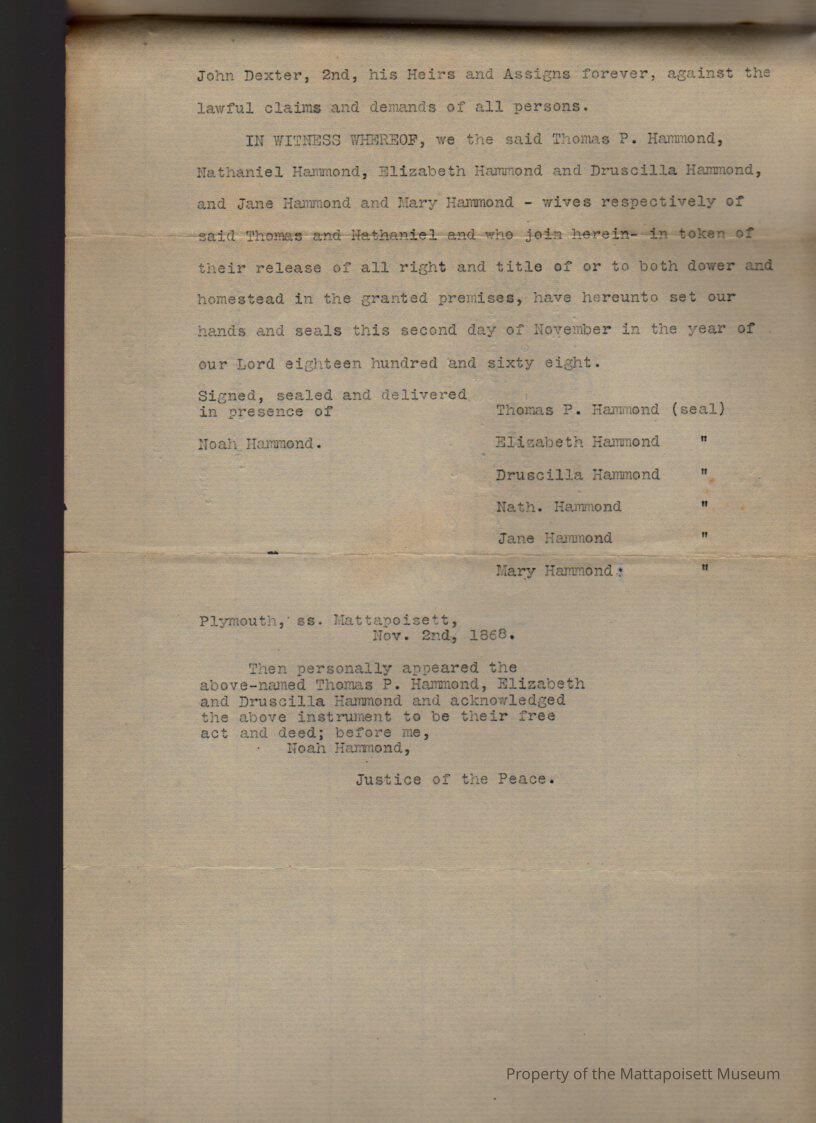 John Dexter, 2nd, his Heirs and Assigns forever, against the
lawful claims and demands of all persons.
IN WITNESS WHEREOF, we the said Thomas P. Hammond,
Nathaniel Hammond, Elizabeth Hammond and Druscilla Hammond,
and Jane Hammond and Mary Hammond - wives respectively of
said Thomas and Nathaniel and who join herein- in token of
their release of all right and title of or to both dower and
homestead in the granted premises, have hereunto set our
hands and seals this second day of November in the year of
our Lord eighteen hundred and sixty eight.
Signed, sealed and delivered
in presence of
Thomas P. Hammond (seal)
Noah Hammond.
Elizabeth Hammond "
Druscilla Hammond "
Nath. Hammond "
Jane Hammond "
Mary Hammond. "
Plymouth, ss. Mattapoisett,
Nov. 2nd, 1868.
Then personally appeared the
above-named Thomas P. Hammond, Elizabeth
and Druscilla Hammond and acknowledged
the above instrument to be their free
act and deed; before me,
Noah Hammond,
Justice of the Peace.
Property of the Mattapoisett Museum